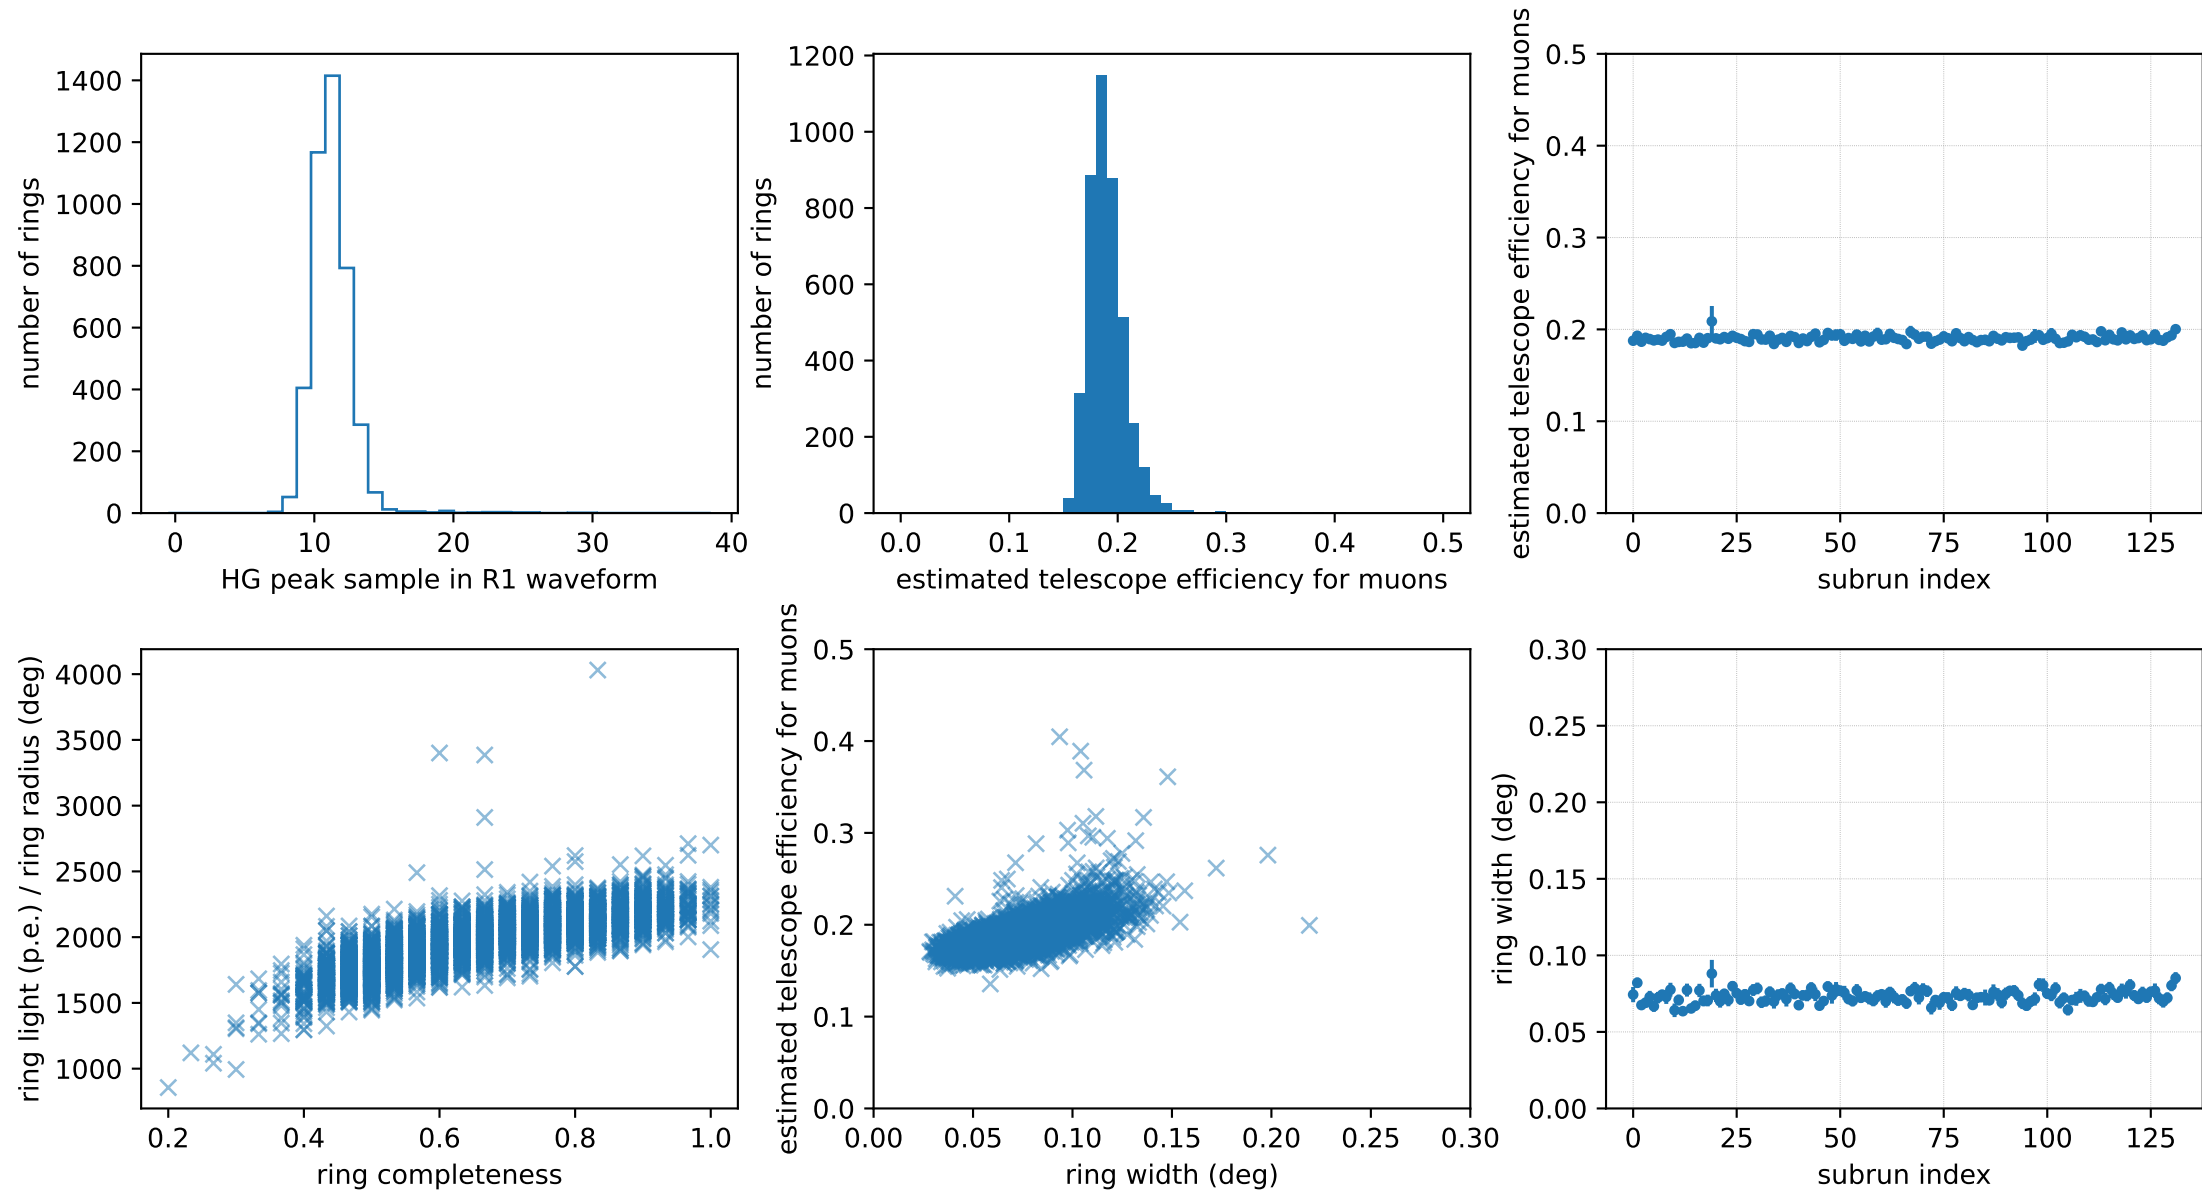 number of rings
1400
1200
1000
800
600
400
200
0
0 10 20 30 40
HG peak sample in R1 waveform
number of rings
1200
1000
800
600
400
200
0
0.0 0.1 0.2 0.3 0.4 0.5
estimated telescope efficiency for muons
estimated telescope efficiency for muons
0.5
0.4
0.3
0.2
0.1
0.0
0 25 50 75 100 125
subrun index
ring light (p.e.) / ring radius (deg)
4000
3500
3000
2500
2000
1500
1000
0.2 0.4 0.6 0.8 1.0
ring completeness
estimated telescope efficiency for muons
0.5
0.4
0.3
0.2
0.1
0.0
0.00 0.05 0.10 0.15 0.20 0.25 0.30
ring width (deg)
ring width (deg)
0.30
0.25
0.20
0.15
0.10
0.05
0.00
0 25 50 75 100 125
subrun index